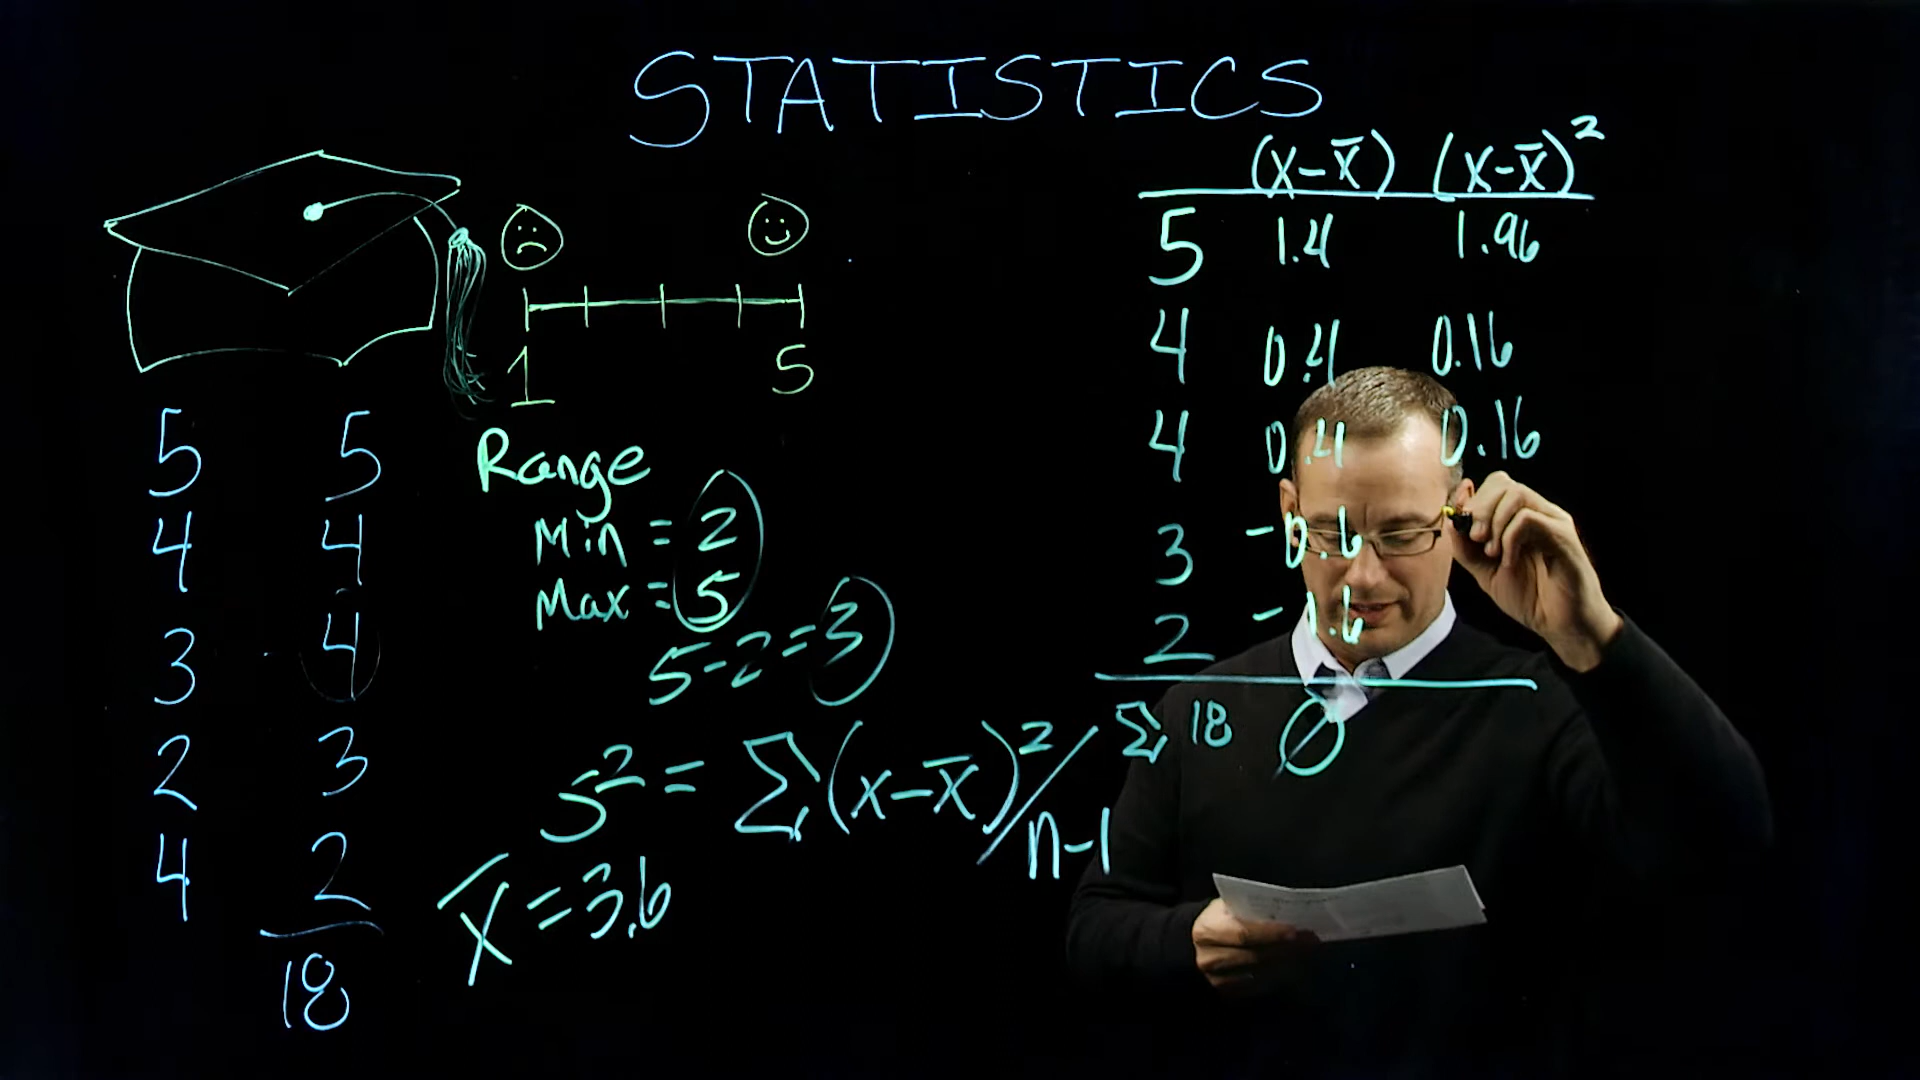 STATISTICS
1 5
5 5
4 4
3 4
2 3
4 2
18
Range
Min = 2
Max = 5
5-2=3
s² = Σ(x-x̄)²/n-1
x̄ = 3.6
(x-x̄) (x-x̄)²
5 1.4 1.96
4 0.4 0.16
4 0.4 0.16
3 -0.6
2 -1.6
Σ 18 0